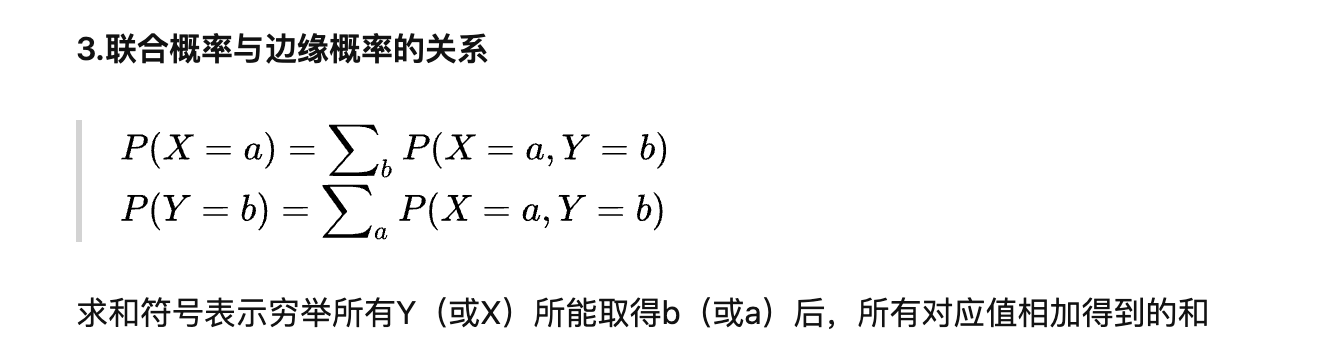 3.联合概率与边缘概率的关系
P(X = a) = ∑_b P(X = a, Y = b)
P(Y = b) = ∑_a P(X = a, Y = b)
求和符号表示穷举所有Y（或X）所能取得b（或a）后，所有对应值相加得到的和